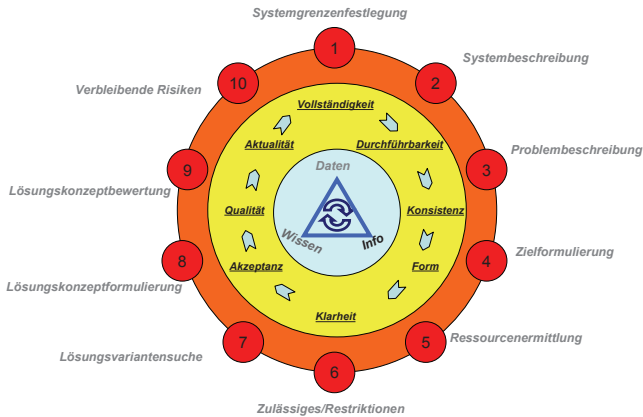 Systemgrenzenfestlegung
1
Systembeschreibung
2
Problembeschreibung
3
Zielformulierung
4
Ressourcenermittlung
5
Zulässiges/Restriktionen
6
Lösungsvariantensuche
7
Lösungskonzeptformulierung
8
Lösungskonzeptbewertung
9
Verbleibende Risiken
10
Vollständigkeit
Durchführbarkeit
Konsistenz
Form
Klarheit
Akzeptanz
Qualität
Aktualität
Daten
Info
Wissen